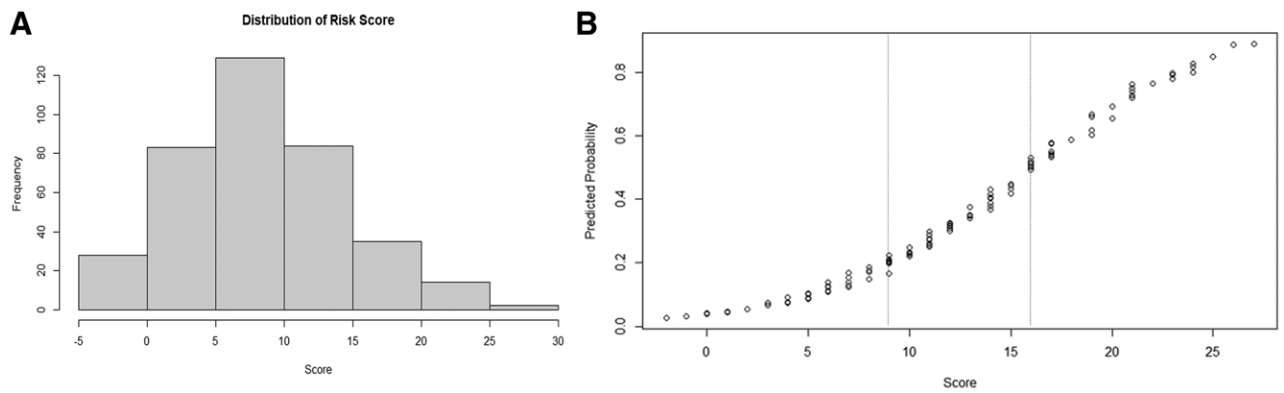 A
Distribution of Risk Score
Frequency
0 20 40 60 80 100 120
-5 0 5 10 15 20 25 30
Score
B
Predicted Probability
0.0 0.2 0.4 0.6 0.8
0 5 10 15 20 25
Score